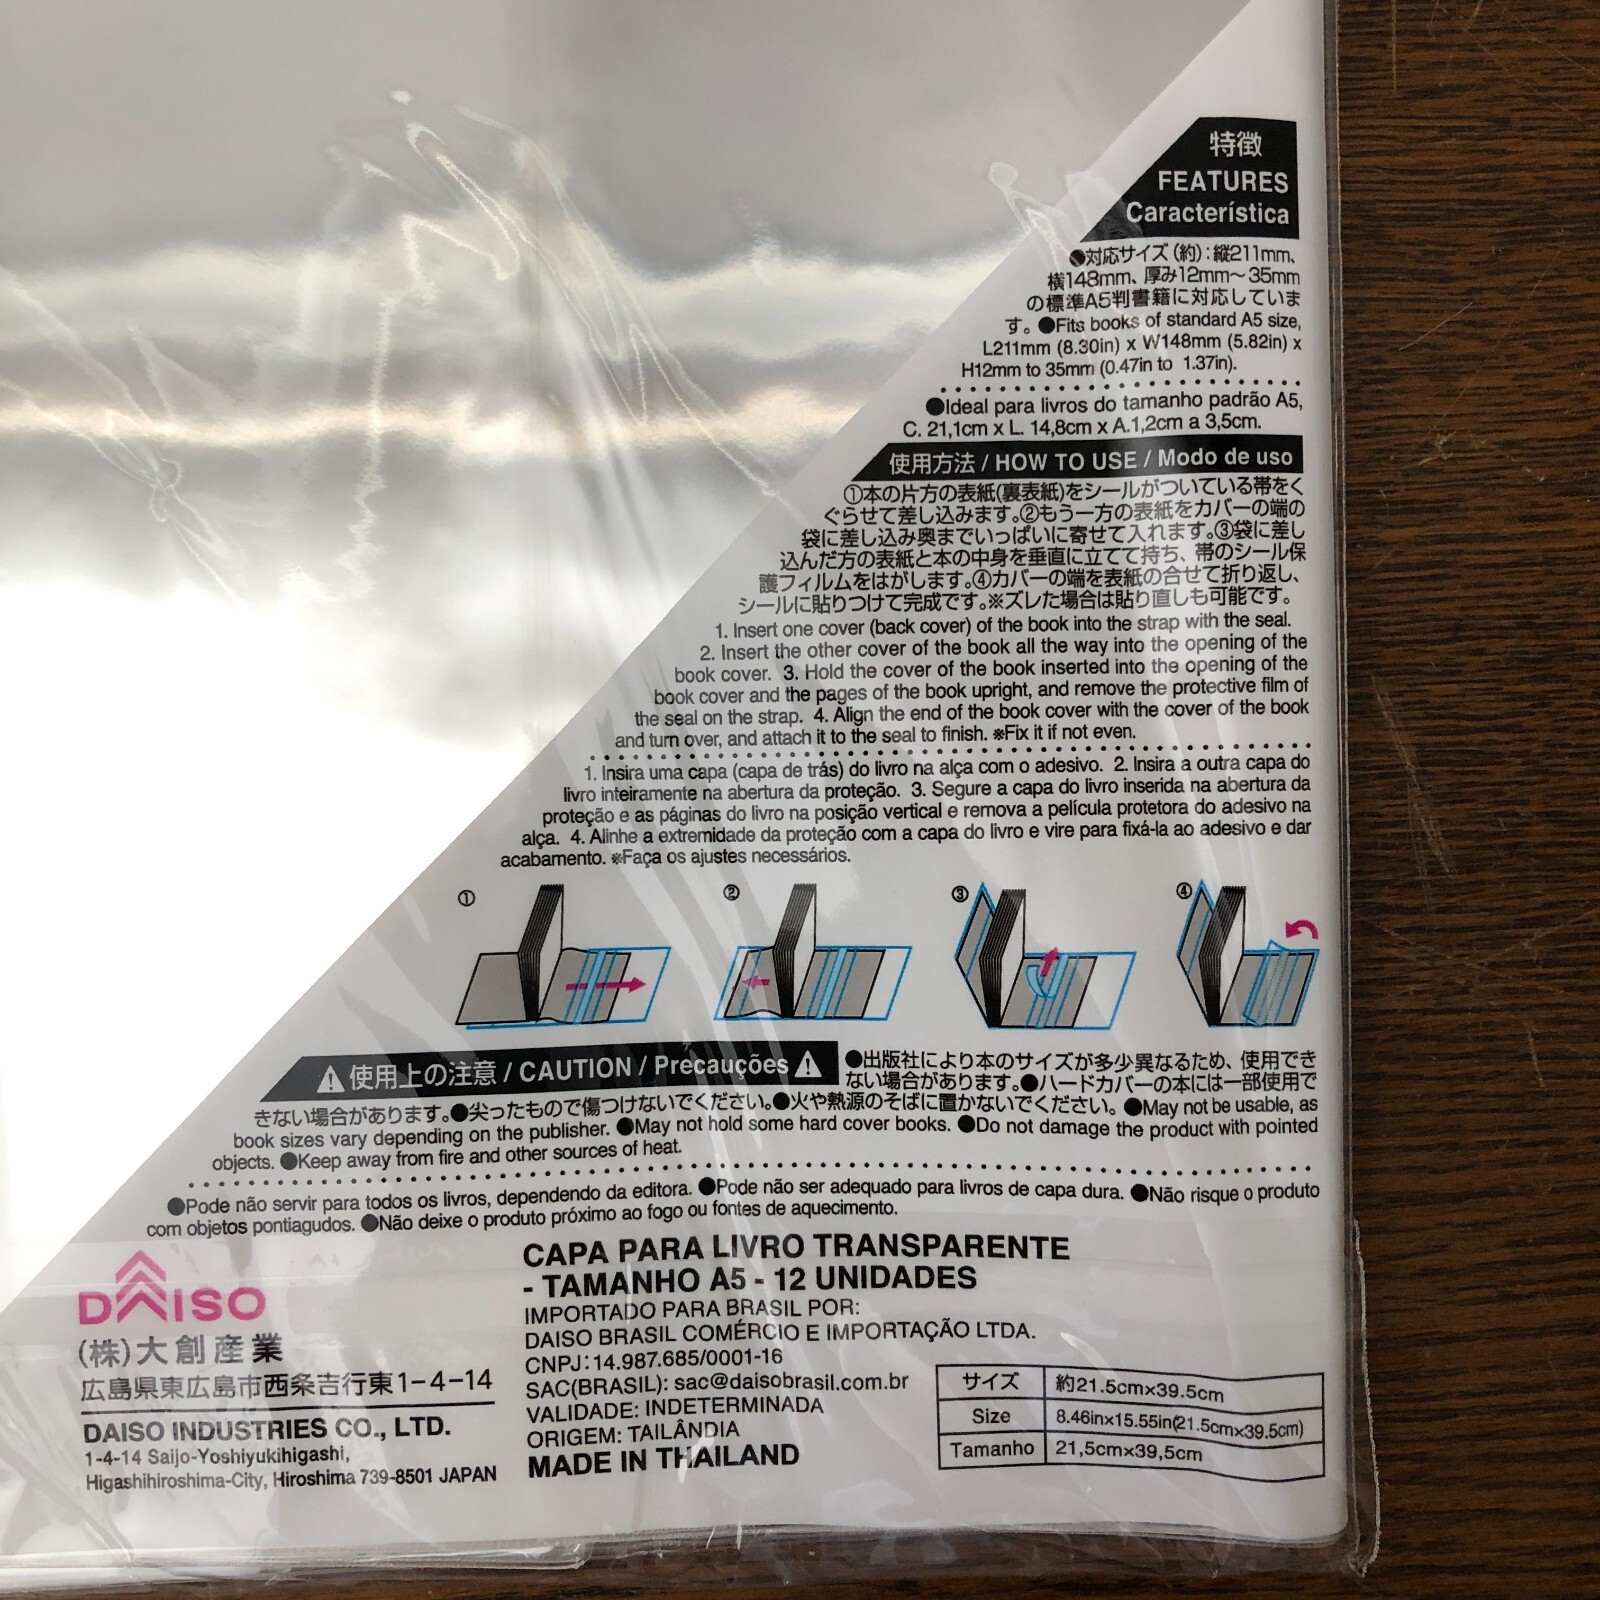 特徴
FEATURES
Característica
●対応サイズ(約):縦211mm、
横148mm、厚み12mm〜35mm
の標準A5判書籍に対応していま
す。●Fits books of standard A5 size,
L211mm (8.30in) x W148mm (5.82in) x
H12mm to 35mm (0.47in to 1.37in).
●Ideal para livros do tamanho padrão A5,
C. 21,1cm x L. 14,8cm x A.1,2cm a 3,5cm.
使用方法 / HOW TO USE / Modo de uso
①本の片方の表紙(裏表紙)をシールがついている帯をく
ぐらせて差し込みます。②もう一方の表紙をカバーの端の
袋に差し込み奥までいっぱいに寄せて入れます。③袋に差し
込んだ方の表紙と本の中身を垂直に立てて持ち、帯のシール保
護フィルムをはがします。④カバーの端を表紙の合せて折り返し、
シールに貼りつけて完成です。※ズレた場合は貼り直しも可能です。
1. Insert one cover (back cover) of the book into the strap with the seal.
2. Insert the other cover of the book all the way into the opening of the
book cover. 3. Hold the cover of the book inserted into the opening of the
book cover and the pages of the book upright, and remove the protective film of
the seal on the strap. 4. Align the end of the book cover with the cover of the book
and turn over, and attach it to the seal to finish. ※Fix it if not even.
1. Insira uma capa (capa de trás) do livro na alça com o adesivo. 2. Insira a outra capa do
livro inteiramente na abertura da proteção. 3. Segure a capa do livro inserida na abertura da
proteção e as páginas do livro na posição vertical e remova a película protetora do adesivo na
alça. 4. Alinhe a extremidade da proteção com a capa do livro e vire para fixá-la ao adesivo e dar
acabamento. ※Faça os ajustes necessários.
① ② ③ ④
使用上の注意 / CAUTION / Precauções
●出版社により本のサイズが多少異なるため、使用でき
ない場合があります。●ハードカバーの本には一部使用で
きない場合があります。●尖ったもので傷つけないでください。●火や熱源のそばに置かないでください。 ●May not be usable, as
book sizes vary depending on the publisher. ●May not hold some hard cover books. ●Do not damage the product with pointed
objects. ●Keep away from fire and other sources of heat.
●Pode não servir para todos os livros, dependendo da editora. ●Pode não ser adequado para livros de capa dura. ●Não risque o produto
com objetos pontiagudos. ●Não deixe o produto próximo ao fogo ou fontes de aquecimento.
DAISO
(株)大創産業
広島県東広島市西条吉行東1-4-14
DAISO INDUSTRIES CO., LTD.
1-4-14 Saijo-Yoshiyukihigashi,
Higashihiroshima-City, Hiroshima 739-8501 JAPAN
CAPA PARA LIVRO TRANSPARENTE
- TAMANHO A5 - 12 UNIDADES
IMPORTADO PARA BRASIL POR:
DAISO BRASIL COMÉRCIO E IMPORTAÇÃO LTDA.
CNPJ:14.987.685/0001-16
SAC(BRASIL): sac@daisobrasil.com.br
VALIDADE: INDETERMINADA
ORIGEM: TAILÂNDIA
MADE IN THAILAND
サイズ 約21.5cm×39.5cm
Size 8.46in×15.55in(21.5cm×39.5cm)
Tamanho 21,5cm×39,5cm